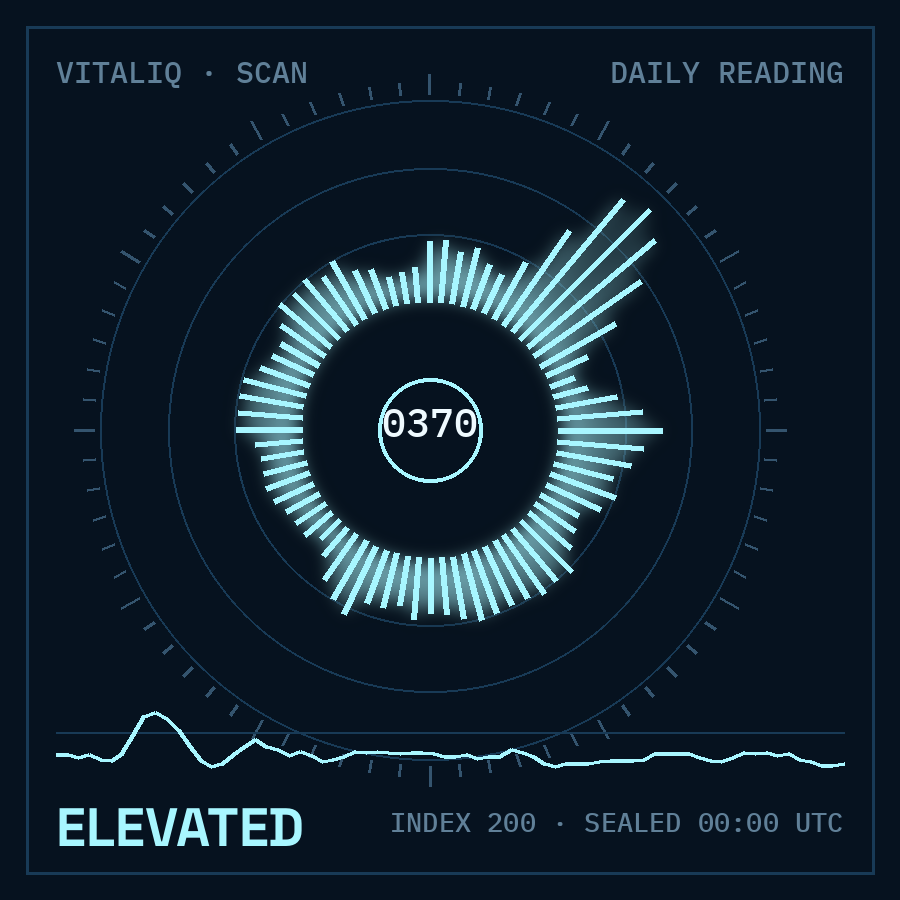 VITALIQ · SCAN
DAILY READING
0370
ELEVATED
INDEX 200 · SEALED 00:00 UTC